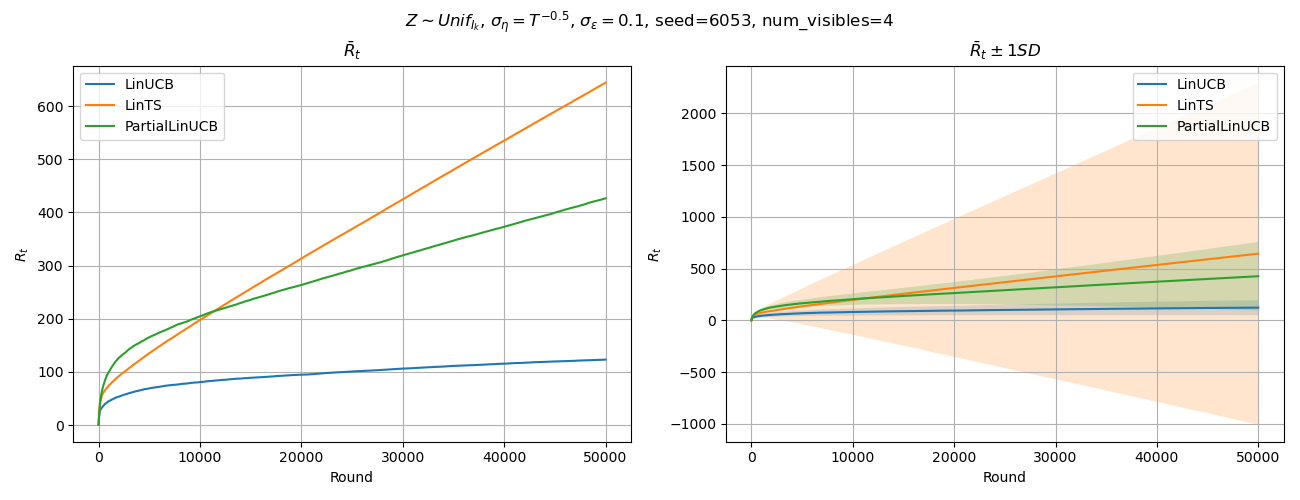 Z ∼ Unif_{I_k}, σ_η = T^{−0.5}, σ_ε = 0.1, seed=6053, num_visibles=4
R̄_t
LinUCB
LinTS
PartialLinUCB
600
500
400
300
200
100
0
R_t
0 10000 20000 30000 40000 50000
Round
R̄_t ± 1SD
LinUCB
LinTS
PartialLinUCB
2000
1500
1000
500
0
−500
−1000
R_t
0 10000 20000 30000 40000 50000
Round